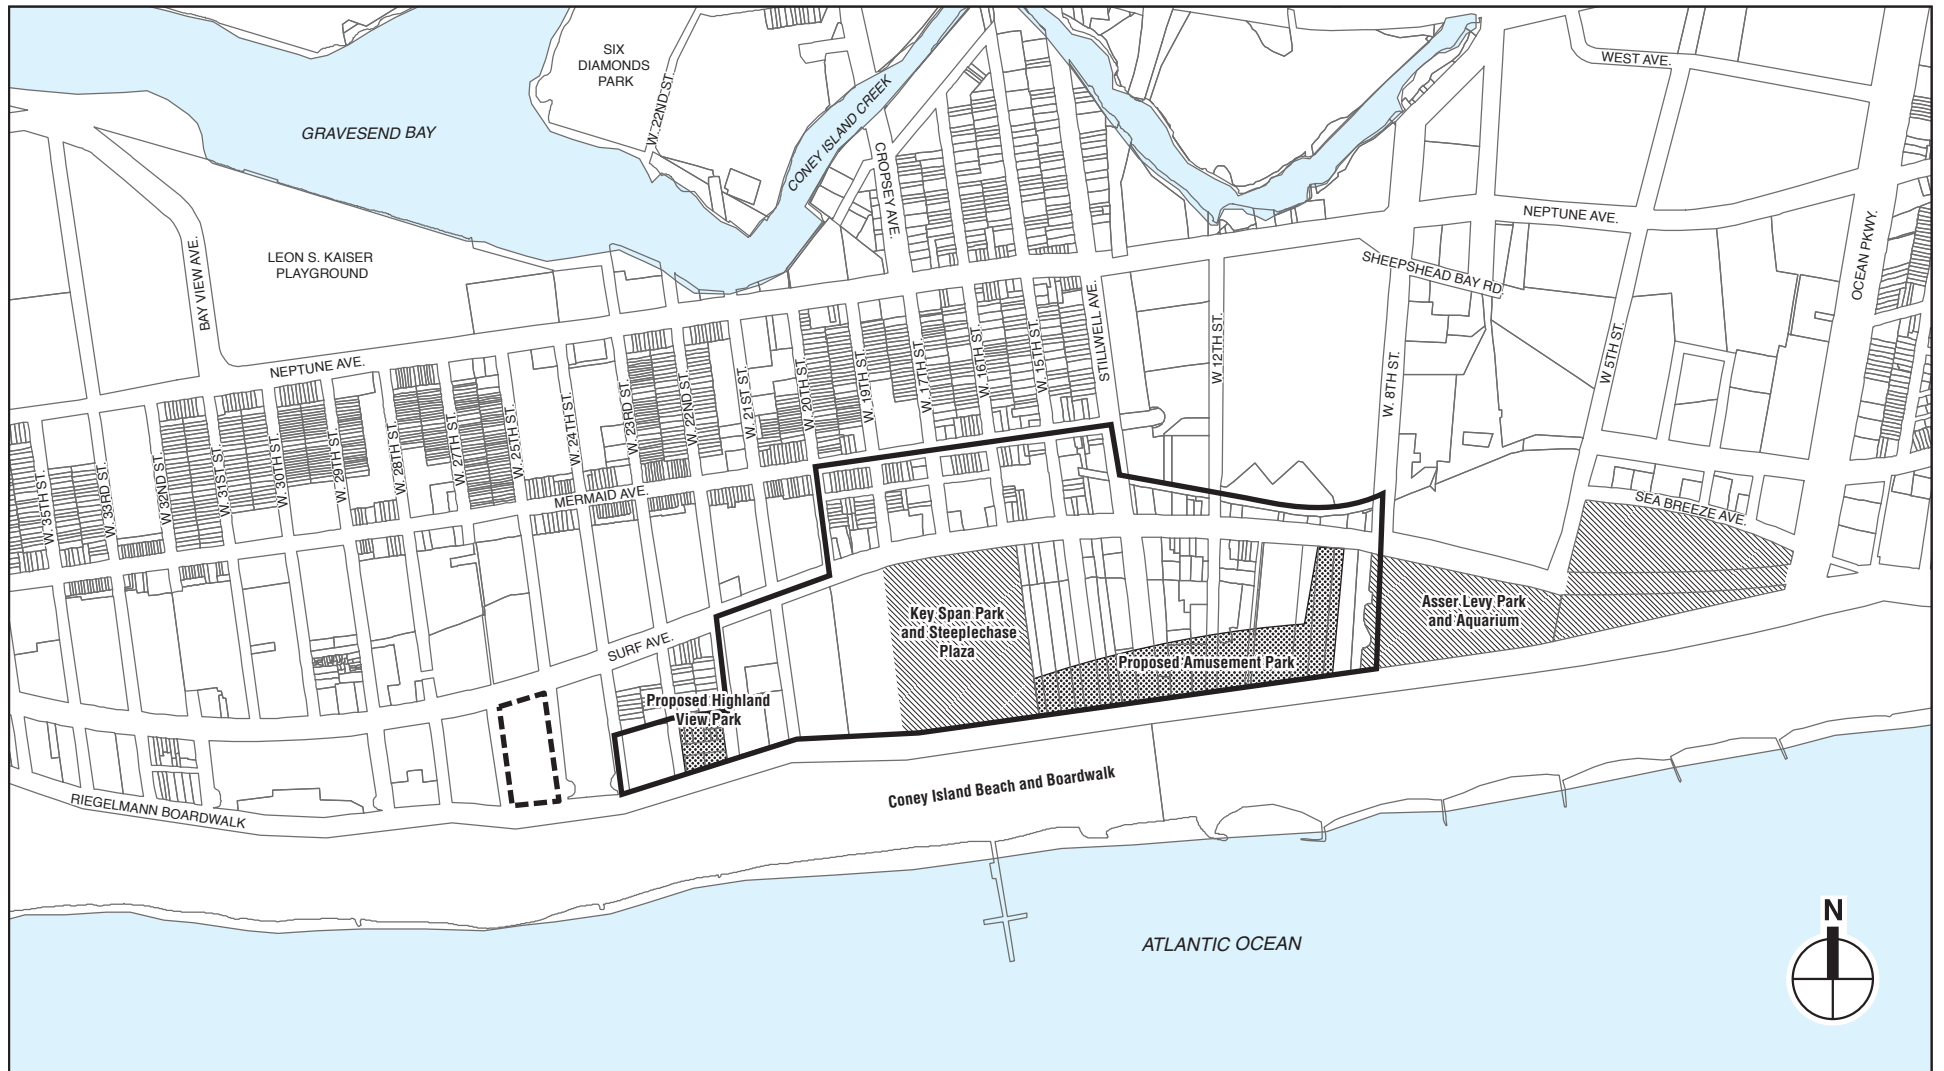 SIX
DIAMONDS
PARK
W. 22ND ST.
WEST AVE.
GRAVESEND BAY
CONEY ISLAND CREEK
CROPSEY AVE.
NEPTUNE AVE.
OCEAN PKWY.
BAY VIEW AVE.
LEON S. KAISER
PLAYGROUND
SHEEPSHEAD BAY RD.
STILLWELL AVE.
W 12TH ST.
W. 8TH ST.
W 5TH ST.
NEPTUNE AVE.
W. 35TH ST.
W. 33RD ST.
W. 32ND ST.
W. 31ST ST.
W. 30TH ST.
W. 29TH ST.
W. 28TH ST.
W. 27TH ST.
W. 25TH ST.
W. 24TH ST.
W. 23RD ST.
W. 22ND ST.
W. 21ST ST.
W. 20TH ST.
W. 19TH ST.
W. 17TH ST.
W. 16TH ST.
W. 15TH ST.
MERMAID AVE.
SEA BREEZE AVE.
Key Span Park
and Steeplechase
Plaza
Asser Levy Park
and Aquarium
SURF AVE.
Proposed Amusement Park
Proposed Highland
View Park
Coney Island Beach and Boardwalk
RIEGELMANN BOARDWALK
N
ATLANTIC OCEAN